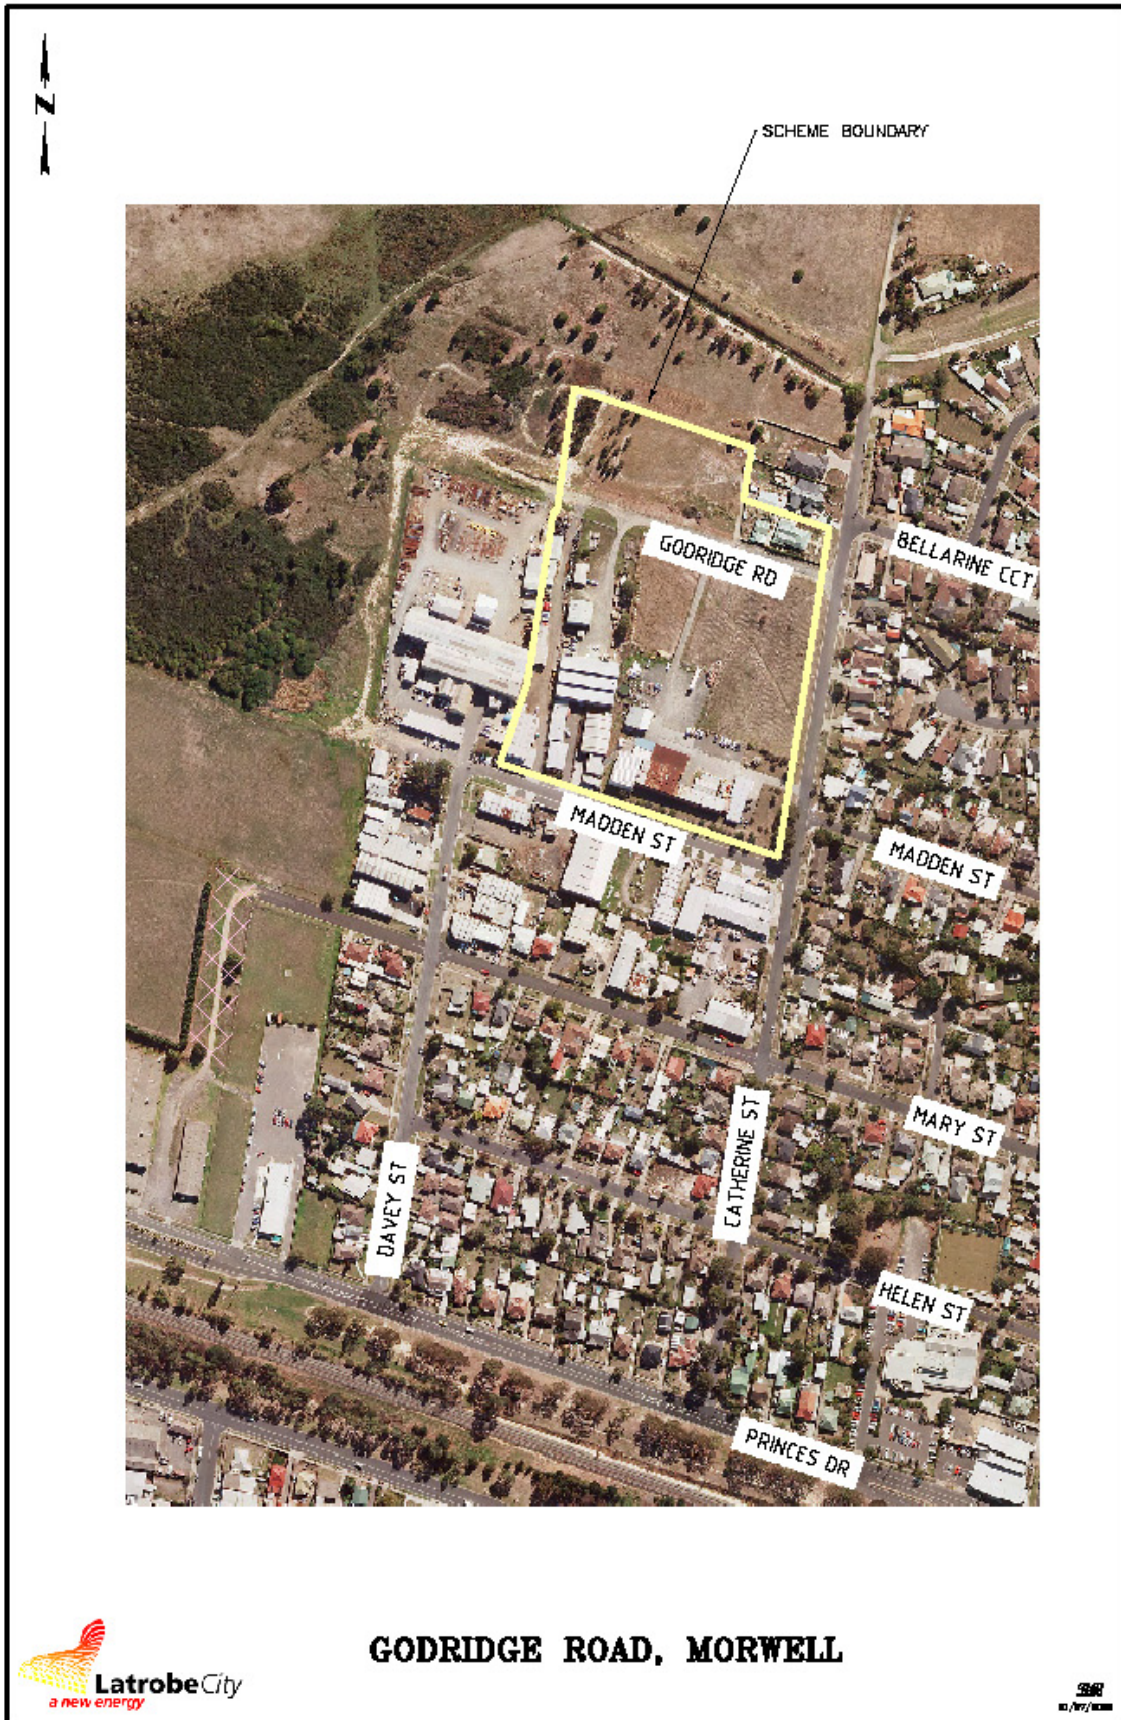 N
SCHEME BOUNDARY
GODRIDGE RD
BELLARINE CCT
MADDEN ST
MADDEN ST
MARY ST
CATHERINE ST
DAVEY ST
HELEN ST
PRINCES DR
GODRIDGE ROAD, MORWELL
LatrobeCity
a new energy